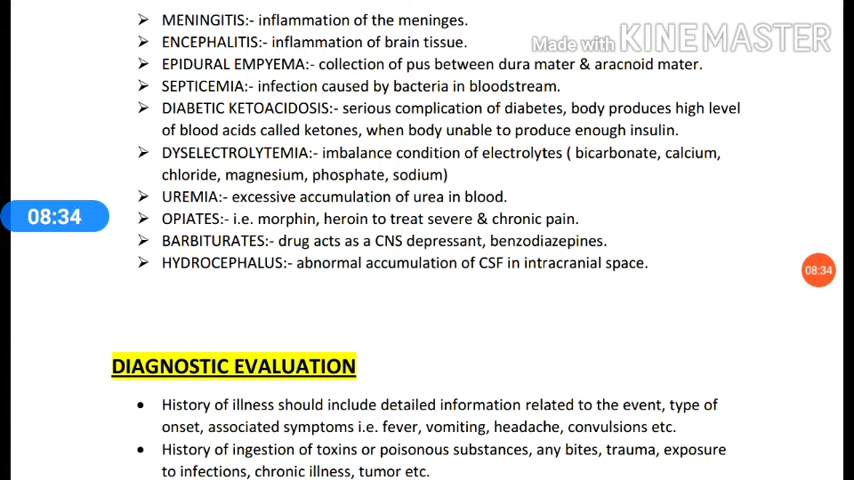 MENINGITIS:- inflammation of the meninges.
ENCEPHALITIS:- inflammation of brain tissue.
Made with KINEMASTER
EPIDURAL EMPYEMA:- collection of pus between dura mater & aracnoid mater.
SEPTICEMIA:- infection caused by bacteria in bloodstream.
DIABETIC KETOACIDOSIS:- serious complication of diabetes, body produces high level
of blood acids called ketones, when body unable to produce enough insulin.
DYSELECTROLYTEMIA:- imbalance condition of electrolytes ( bicarbonate, calcium,
chloride, magnesium, phosphate, sodium)
UREMIA:- excessive accumulation of urea in blood.
08:34
OPIATES:- i.e. morphin, heroin to treat severe & chronic pain.
BARBITURATES:- drug acts as a CNS depressant, benzodiazepines.
HYDROCEPHALUS:- abnormal accumulation of CSF in intracranial space.
08:34
DIAGNOSTIC EVALUATION
History of illness should include detailed information related to the event, type of
onset, associated symptoms i.e. fever, vomiting, headache, convulsions etc.
History of ingestion of toxins or poisonous substances, any bites, trauma, exposure
to infections, chronic illness, tumor etc.